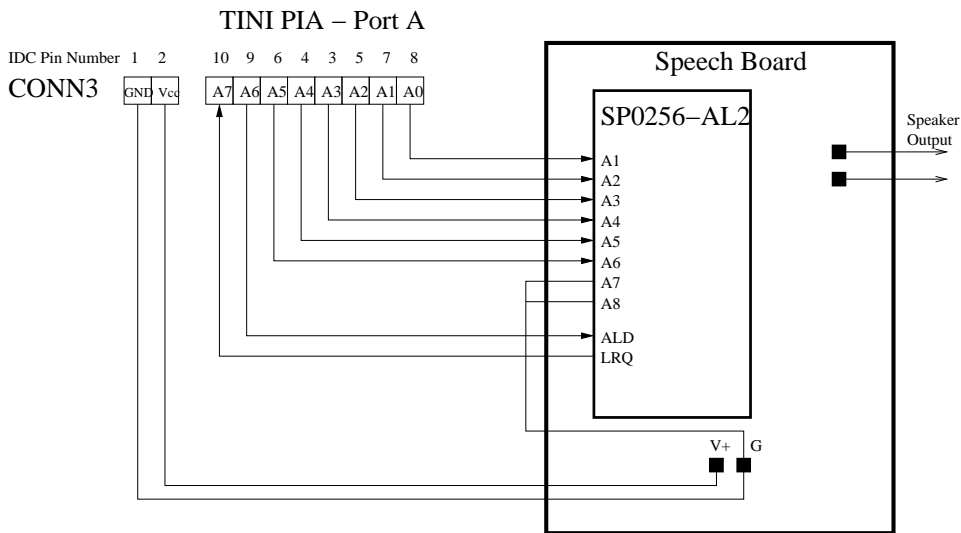 TINI PIA – Port A
IDC Pin Number 1 2 10 9 6 4 3 5 7 8
CONN3 GND Vcc A7 A6 A5 A4 A3 A2 A1 A0
Speech Board
SP0256–AL2
Speaker
Output
A1
A2
A3
A4
A5
A6
A7
A8
ALD
LRQ
V+ G